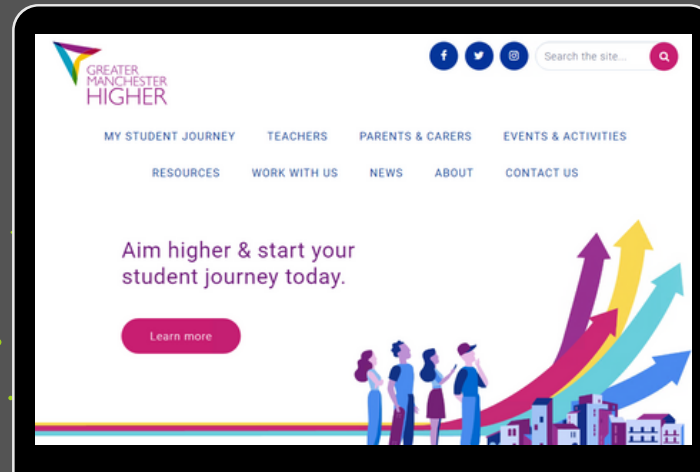 GREATER
MANCHESTER
HIGHER
Search the site...
MY STUDENT JOURNEY TEACHERS PARENTS & CARERS EVENTS & ACTIVITIES
RESOURCES WORK WITH US NEWS ABOUT CONTACT US
Aim higher & start your
student journey today.
Learn more